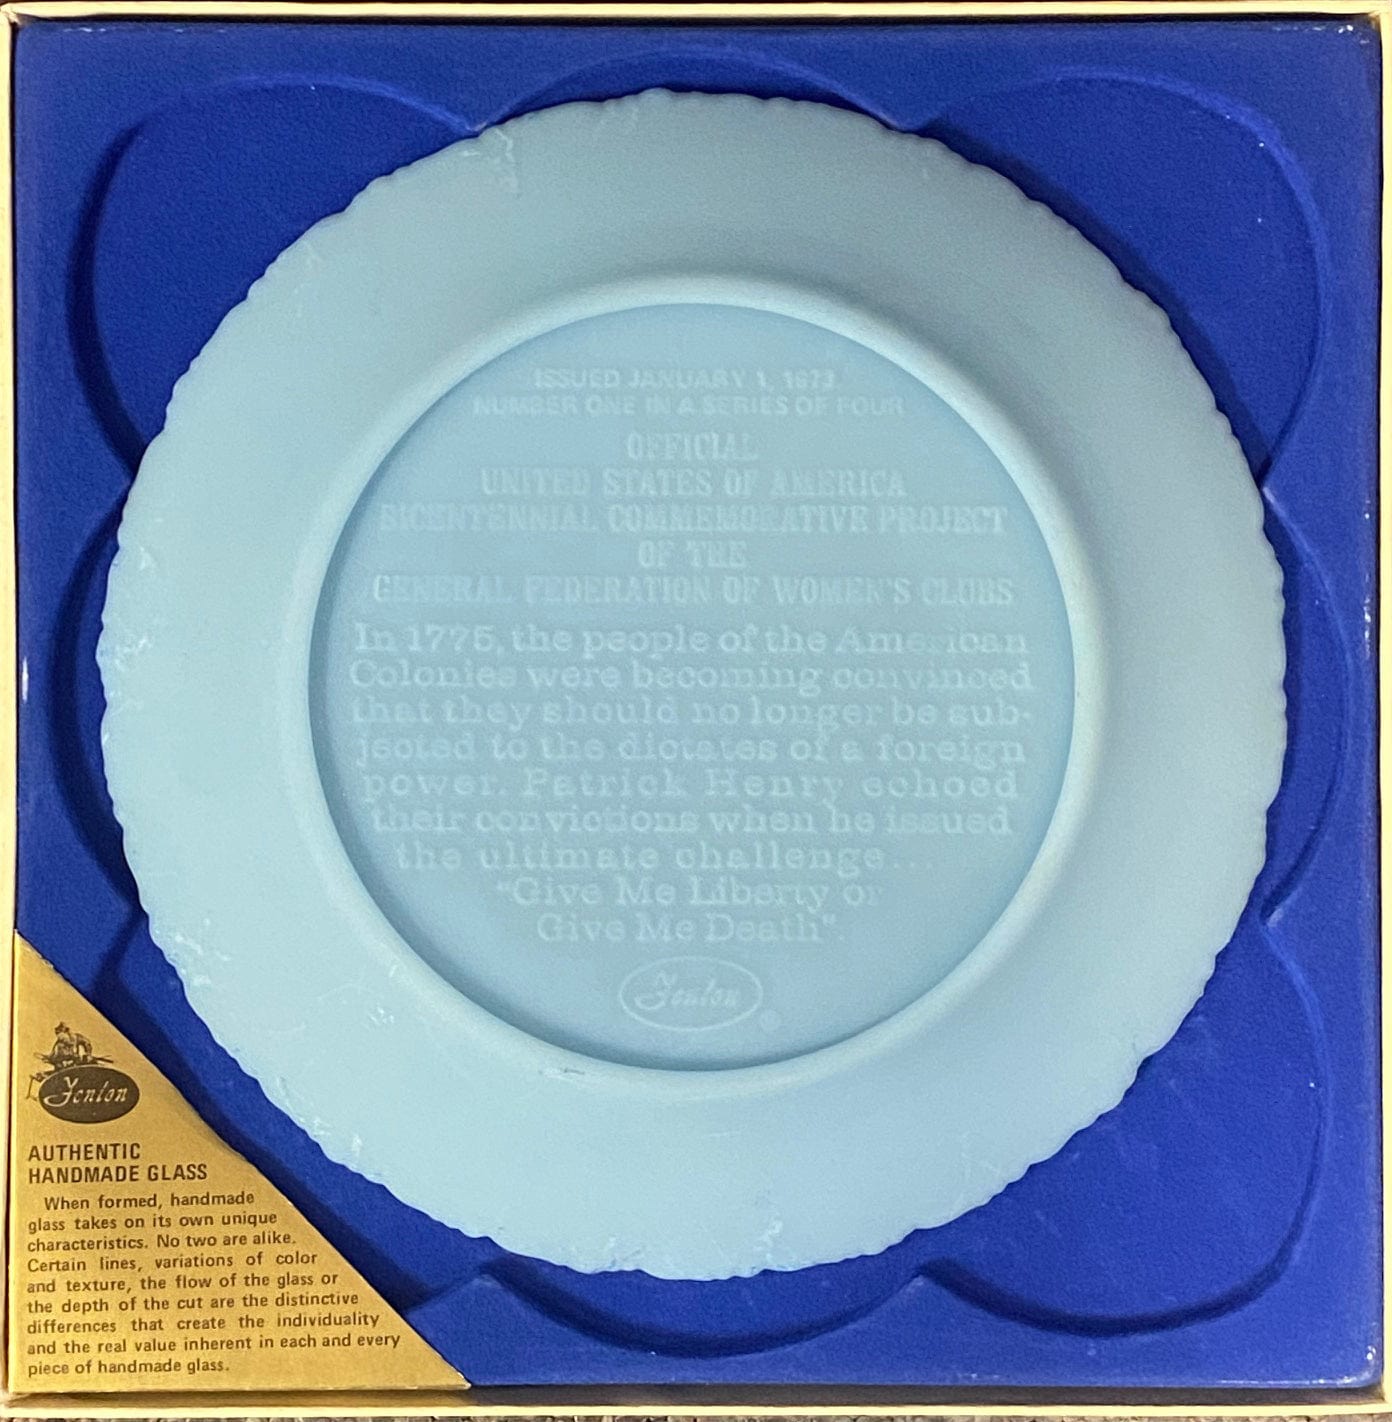 ISSUED JANUARY 1, 1973
NUMBER ONE IN A SERIES OF FOUR
OFFICIAL
UNITED STATES OF AMERICA
BICENTENNIAL COMMEMORATIVE PROJECT
OF THE
GENERAL FEDERATION OF WOMEN'S CLUBS
In 1775, the people of the American
Colonies were becoming convinced
that they should no longer be sub-
jected to the dictates of a foreign
power. Patrick Henry echoed
their convictions when he issued
the ultimate challenge...
"Give Me Liberty or
Give Me Death".
Fenton ®
Fenton
AUTHENTIC
HANDMADE GLASS
When formed, handmade
glass takes on its own unique
characteristics. No two are alike.
Certain lines, variations of color
and texture, the flow of the glass or
the depth of the cut are the distinctive
differences that create the individuality
and the real value inherent in each and every
piece of handmade glass.